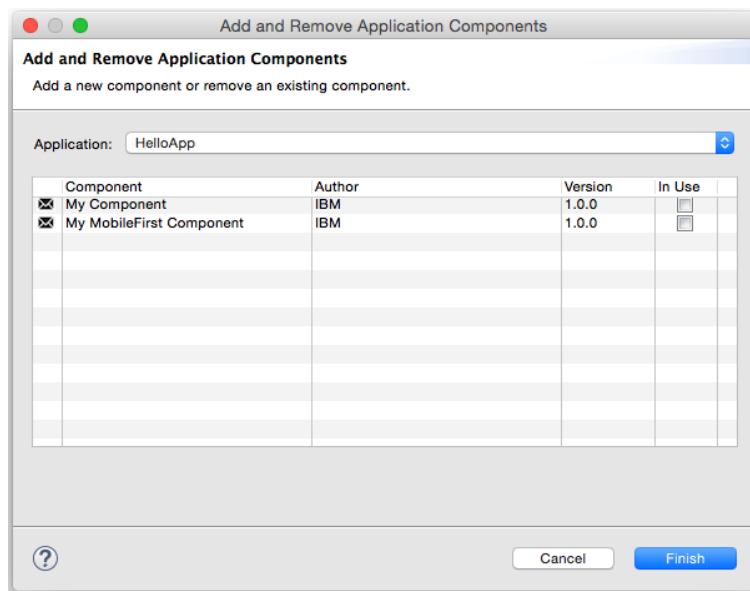 Add and Remove Application Components
Add and Remove Application Components
Add a new component or remove an existing component.
Application: HelloApp
Component Author Version In Use
My Component IBM 1.0.0
My MobileFirst Component IBM 1.0.0
? Cancel Finish